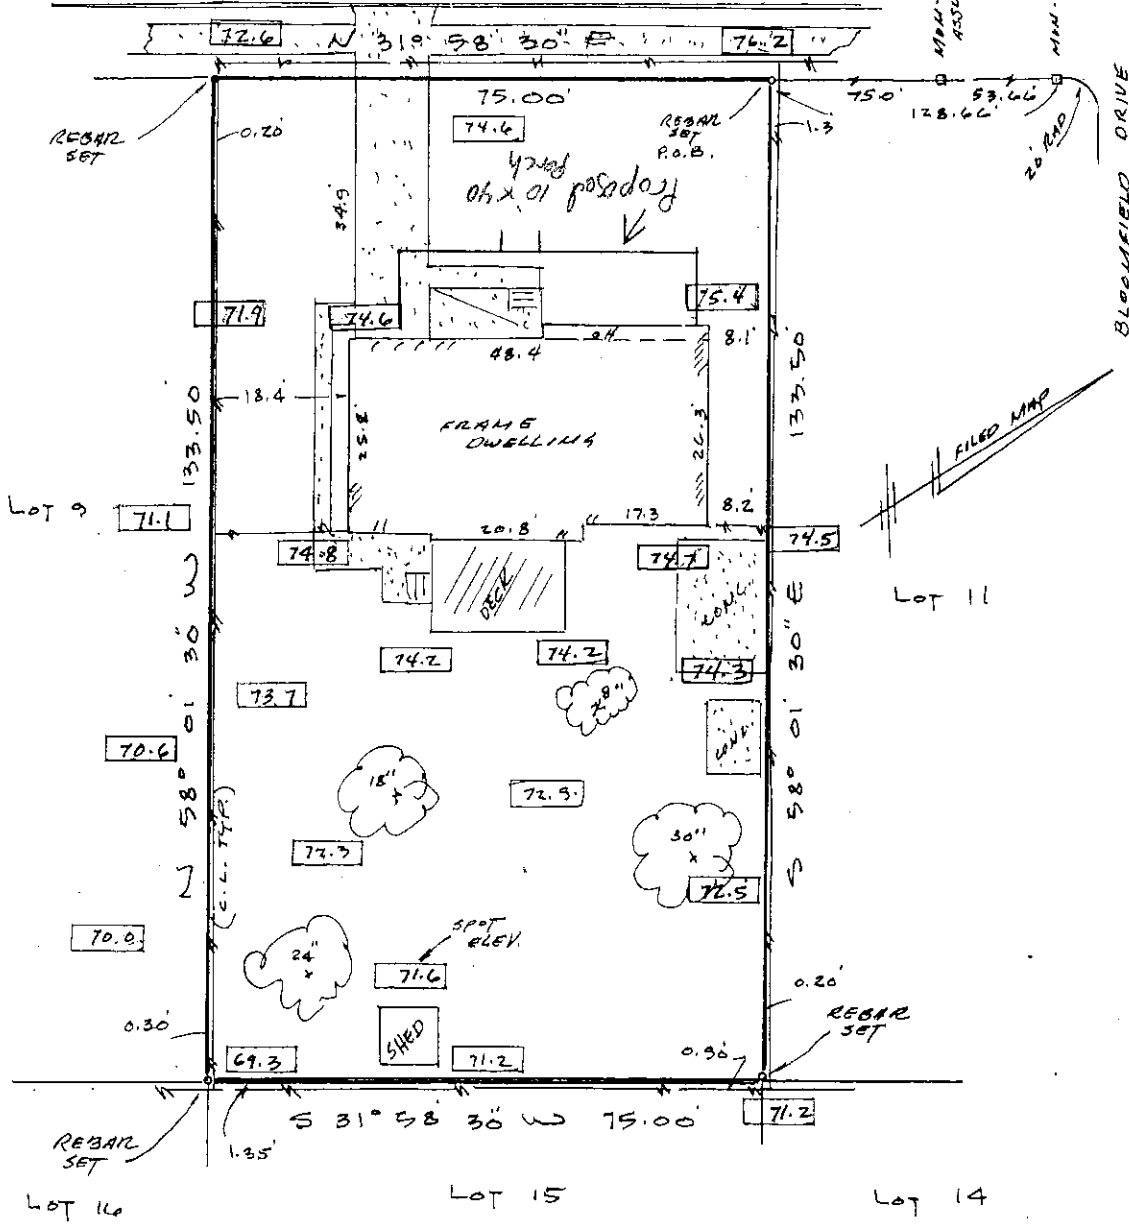 72.6
N 31° 58' 30" E
76.2
MON.
MON.
BLOOMFIELD DRIVE
75.00'
75.0'
53.66'
128.66'
20' RAD
REBAR
SET
0.20'
74.6
REBAR
SET
P.O.B.
1.3'
Proposed 10'x40
Porch
34.9
71.9
74.6
75.4
8.1'
48.4
O.H.
18.4'
25.8
FRAME
DWELLING
26.3
133.50
133.50
FILED MAP
LOT 9
71.1
20.8'
17.3
8.2'
74.5
74.8
DECK
74.7
CONC.
LOT 11
74.2
74.2
74.3
N 58° 01' 30" W
S 58° 01' 30" E
73.7
70.6
18"
72.9
CONC.
(C.L. TYP.)
72.3
30"
72.5
70.0
24"
SPOT
ELEV.
71.6
0.20'
REBAR
SET
0.30'
SHED
69.3
71.2
0.90'
S 31° 58' 30" W 75.00'
71.2
REBAR
SET
1.35'
LOT 16
LOT 15
LOT 14